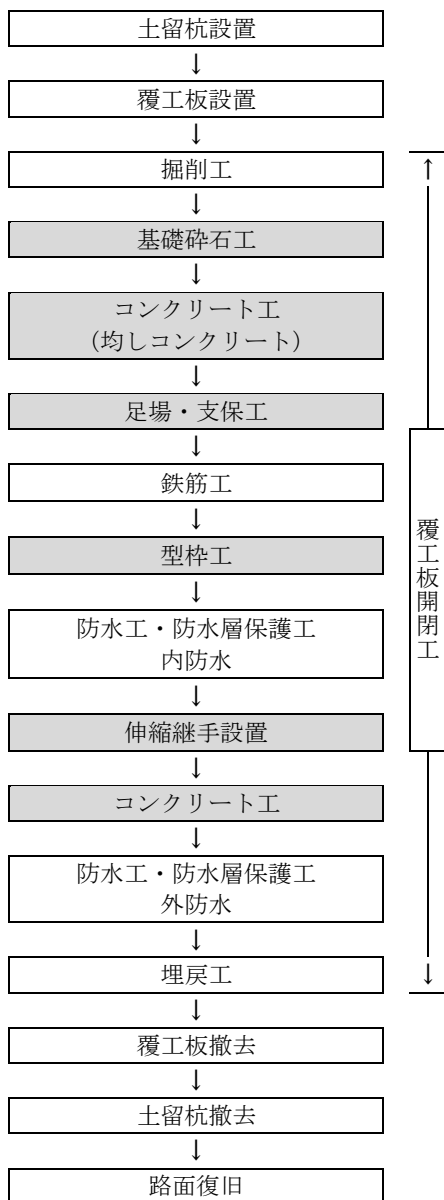 土留杭設置
↓
覆工板設置
↓
掘削工
↓
基礎砕石工
↓
コンクリート工
（均しコンクリート）
↓
足場・支保工
↓
鉄筋工
↓
型枠工
↓
防水工・防水層保護工
内防水
↓
伸縮継手設置
↓
コンクリート工
↓
防水工・防水層保護工
外防水
↓
埋戻工
↓
覆工板撤去
↓
土留杭撤去
↓
路面復旧
↑
覆工板開閉工
↓